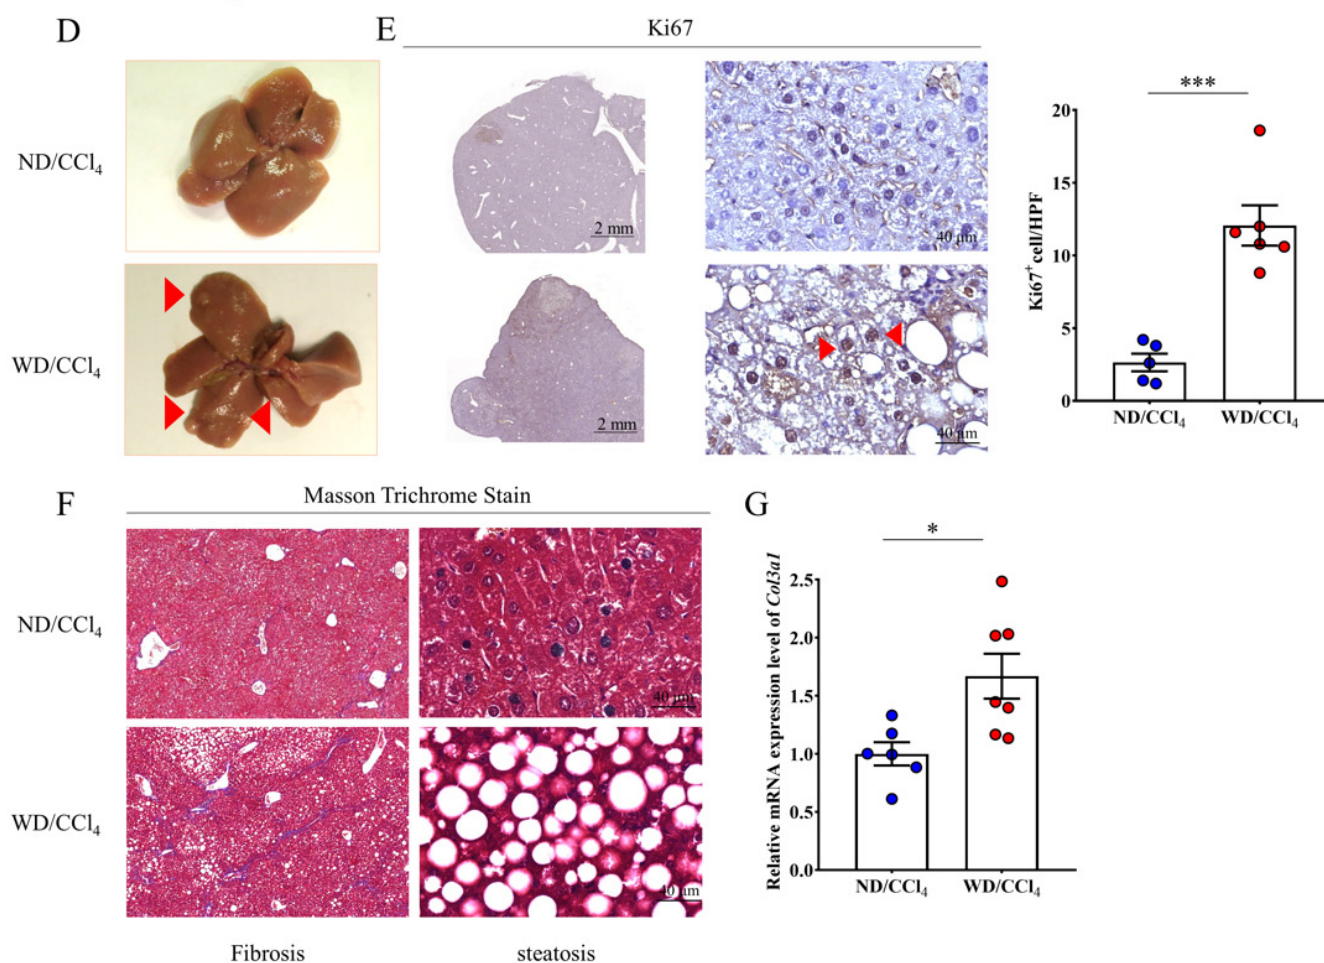 D
E
Ki67
ND/CCl₄
2 mm
40 μm
WD/CCl₄
2 mm
40 μm
***
Ki67⁺ cell/HPF
20
15
10
5
0
ND/CCl₄
WD/CCl₄
F
Masson Trichrome Stain
ND/CCl₄
40 μm
WD/CCl₄
40 μm
Fibrosis
steatosis
G
*
Relative mRNA expression level of Col3a1
2.5
2.0
1.5
1.0
0.5
0.0
ND/CCl₄
WD/CCl₄